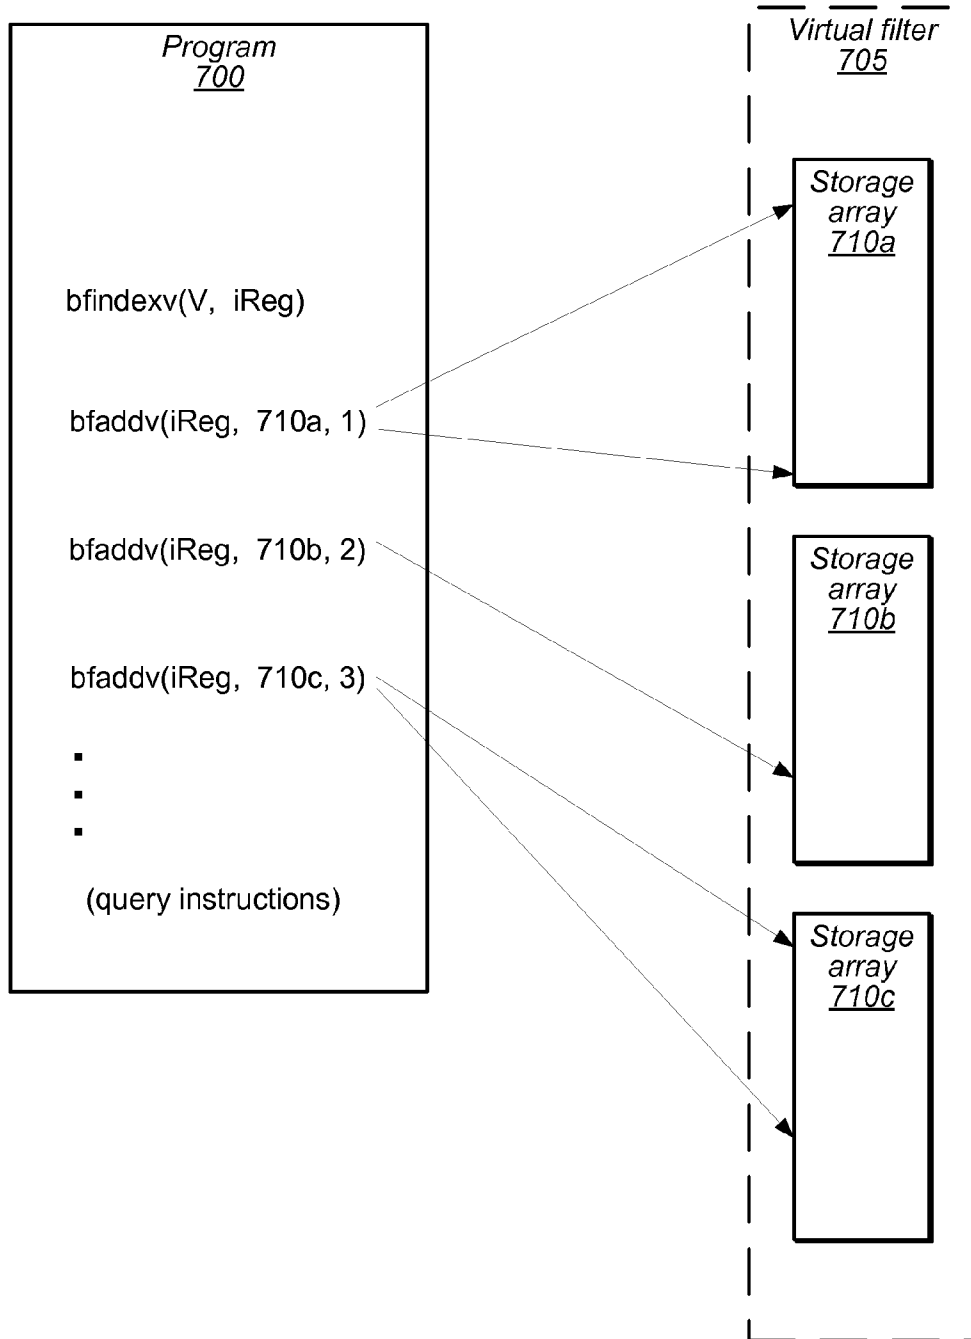 Program
700
bfindexv(V, iReg)
bfaddv(iReg, 710a, 1)
bfaddv(iReg, 710b, 2)
bfaddv(iReg, 710c, 3)
(query instructions)
Virtual filter
705
Storage
array
710a
Storage
array
710b
Storage
array
710c